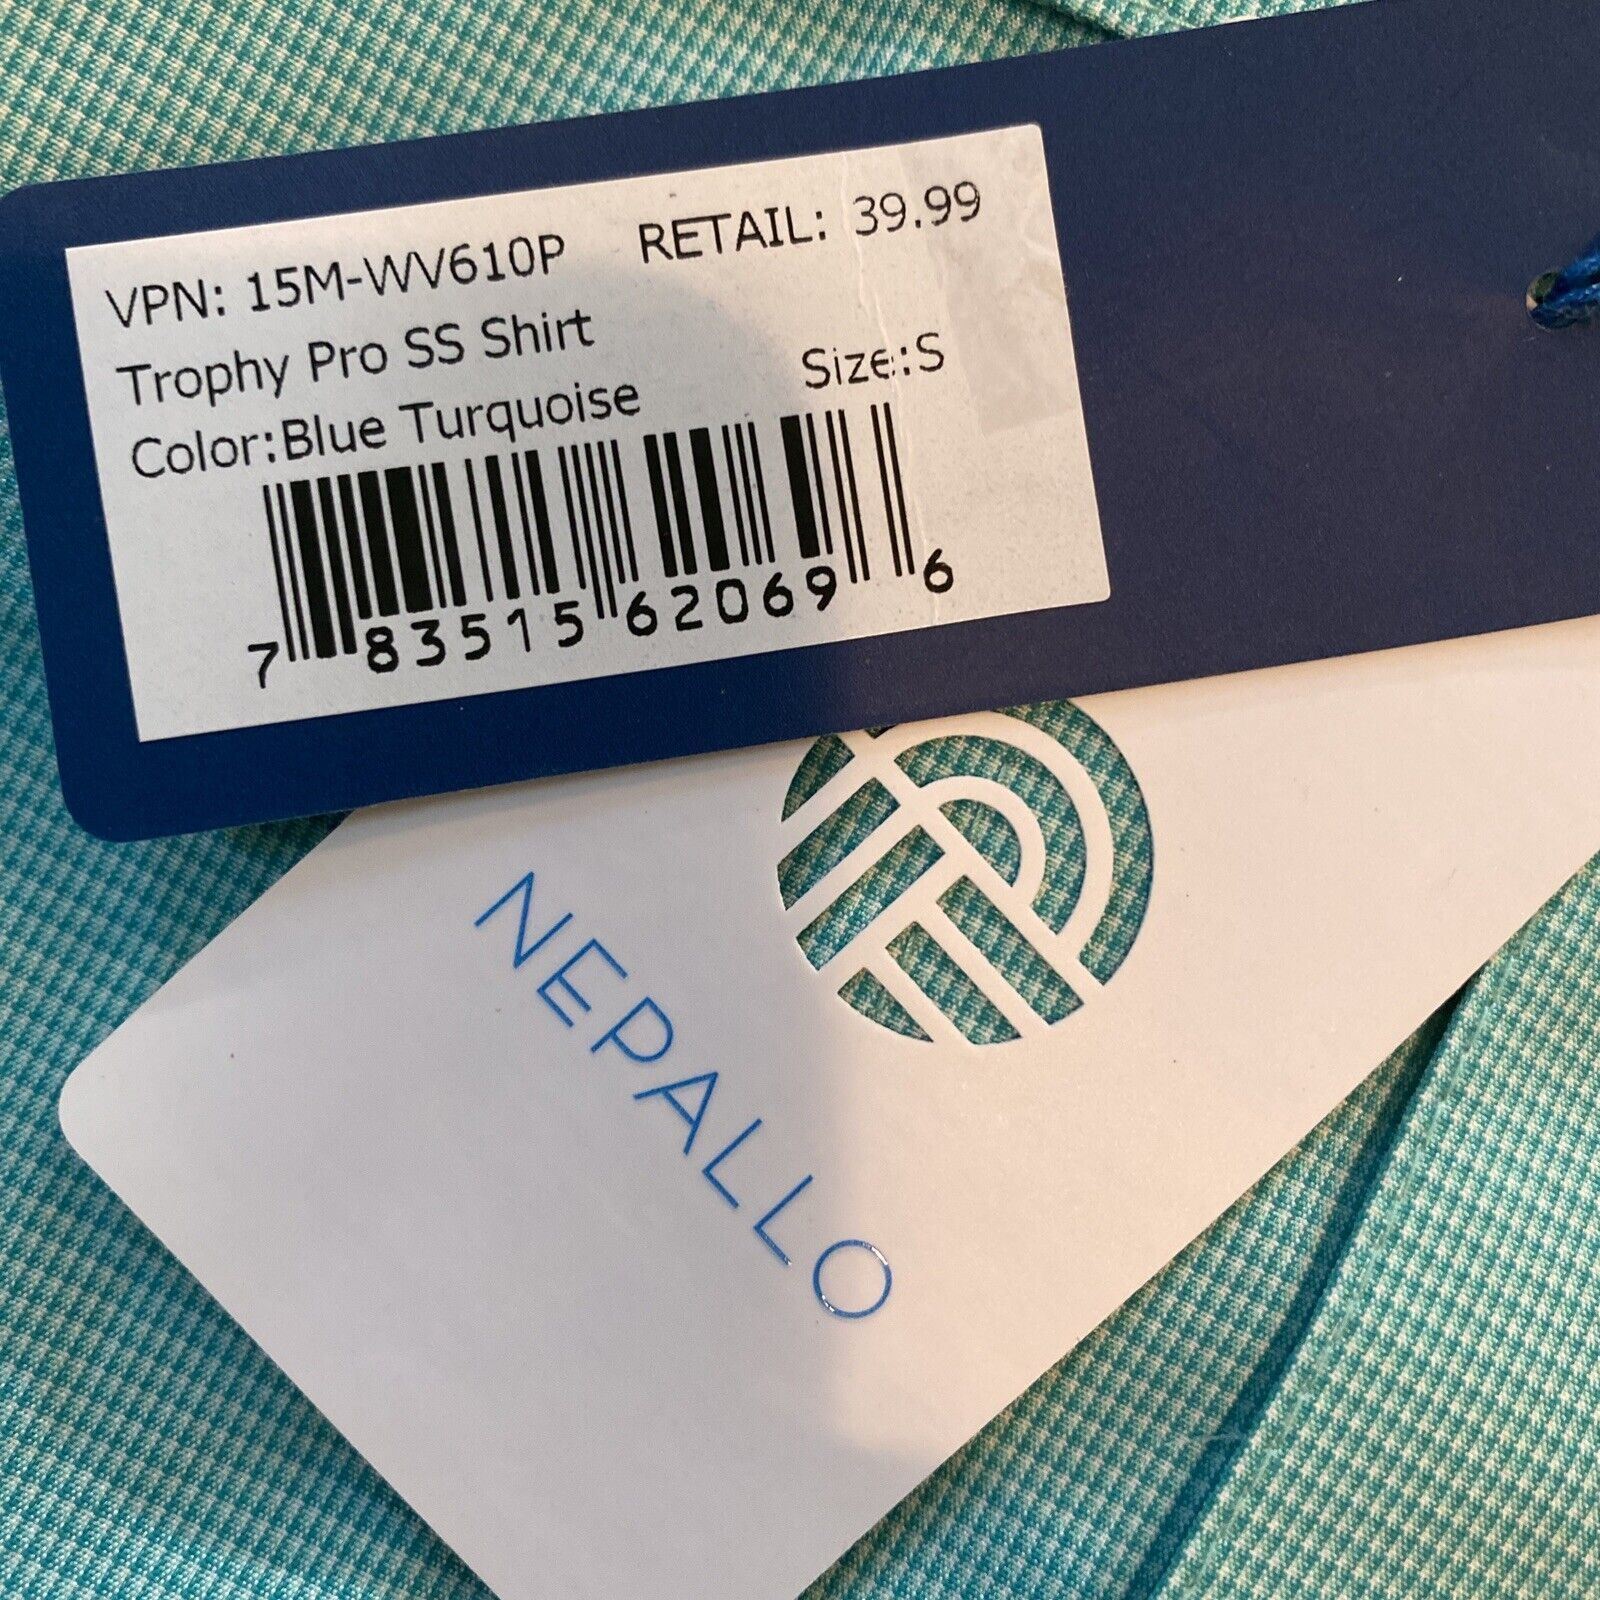 VPN: 15M-WV610P RETAIL: 39.99
Trophy Pro SS Shirt
Color:Blue Turquoise Size:S
7 83515 62069 6
NEPALLO